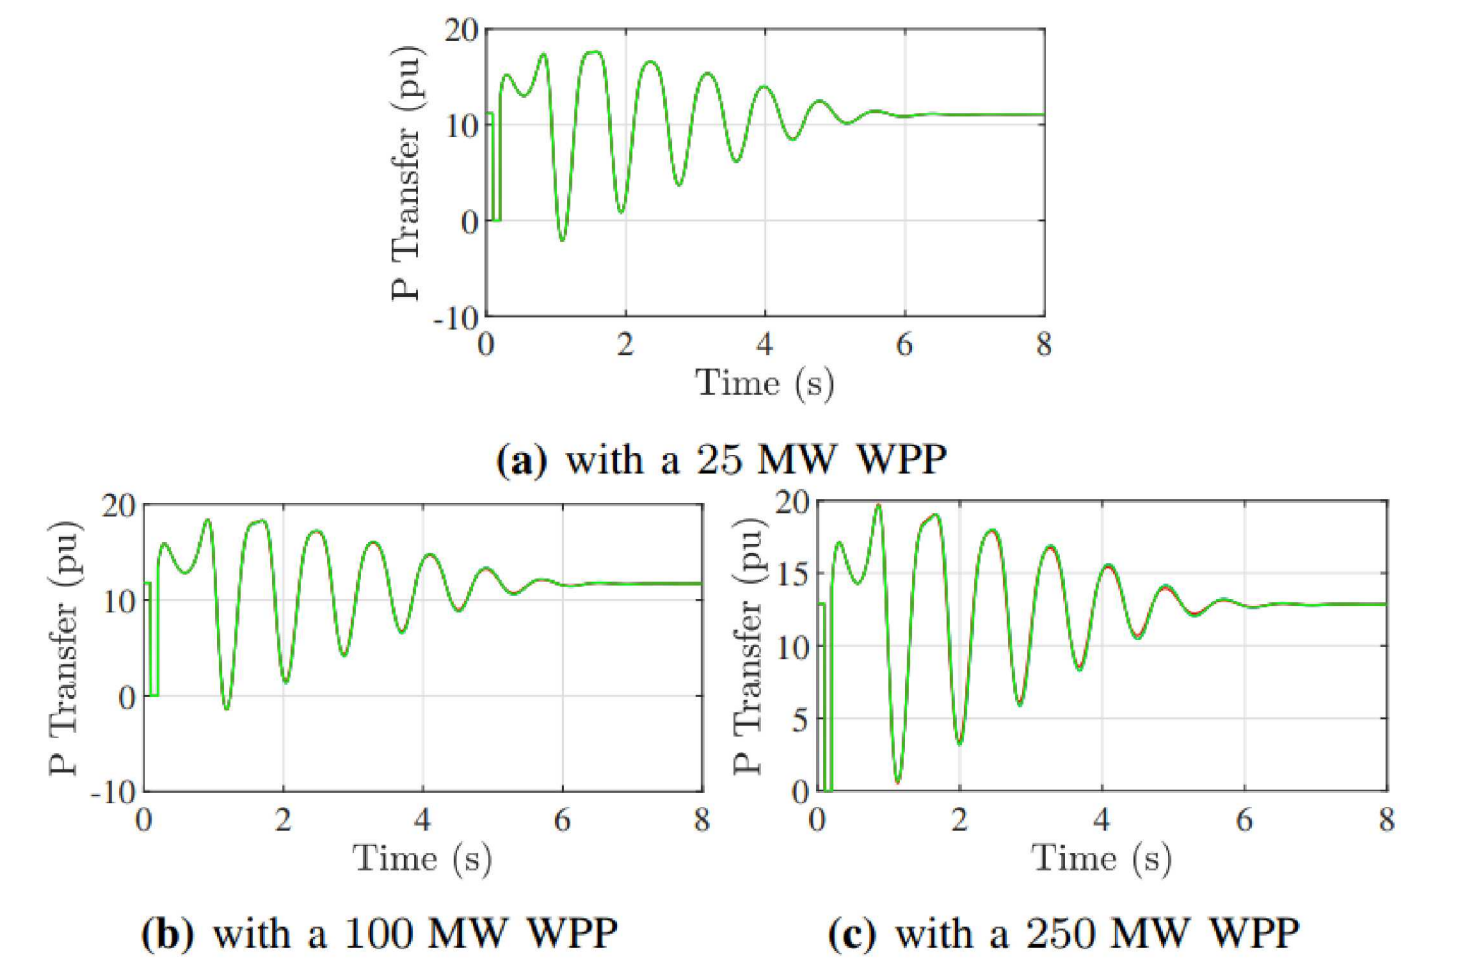 20
10
0
-10
P Transfer (pu)
0 2 4 6 8
Time (s)
(a) with a 25 MW WPP
20
10
0
-10
P Transfer (pu)
0 2 4 6 8
Time (s)
(b) with a 100 MW WPP
20
15
10
5
0
P Transfer (pu)
0 2 4 6 8
Time (s)
(c) with a 250 MW WPP